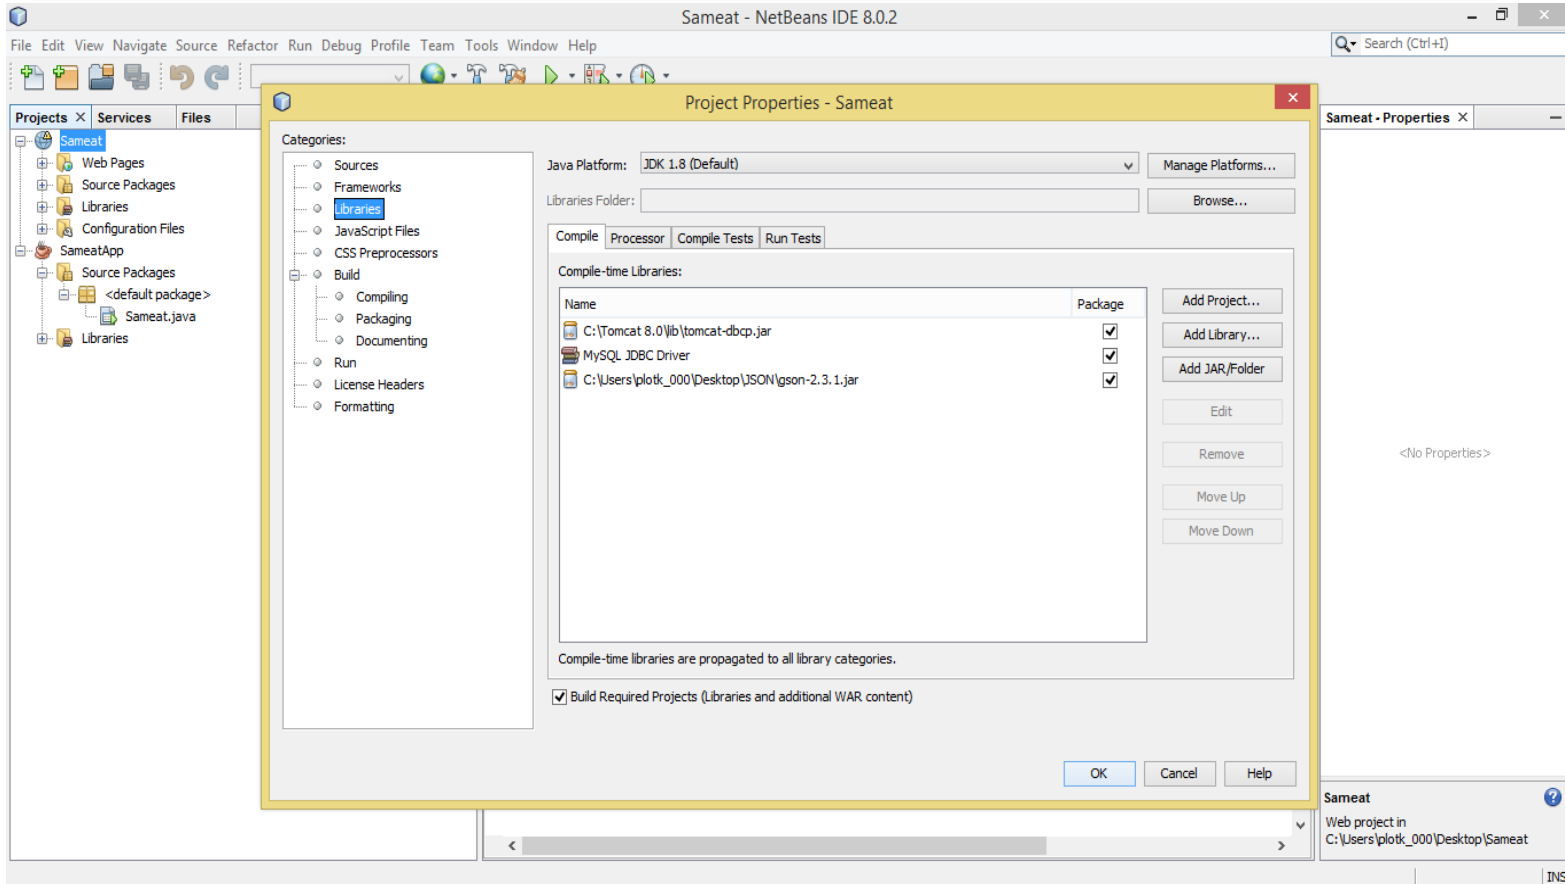 Sameat - NetBeans IDE 8.0.2
File Edit View Navigate Source Refactor Run Debug Profile Team Tools Window Help
Search (Ctrl+I)
Projects Services Files
Sameat
Web Pages
Source Packages
Libraries
Configuration Files
SameatApp
Source Packages
<default package>
Sameat.java
Libraries
Project Properties - Sameat
Categories:
Sources
Frameworks
Libraries
JavaScript Files
CSS Preprocessors
Build
Compiling
Packaging
Documenting
Run
License Headers
Formatting
Java Platform: JDK 1.8 (Default) Manage Platforms...
Libraries Folder: Browse...
Compile Processor Compile Tests Run Tests
Compile-time Libraries:
Name Package
C:\Tomcat 8.0\lib\tomcat-dbcp.jar
MySQL JDBC Driver
C:\Users\plotk_000\Desktop\JSON\gson-2.3.1.jar
Add Project...
Add Library...
Add JAR/Folder
Edit
Remove
Move Up
Move Down
Compile-time libraries are propagated to all library categories.
Build Required Projects (Libraries and additional WAR content)
OK Cancel Help
Sameat - Properties
<No Properties>
Sameat
Web project in
C:\Users\plotk_000\Desktop\Sameat
INS